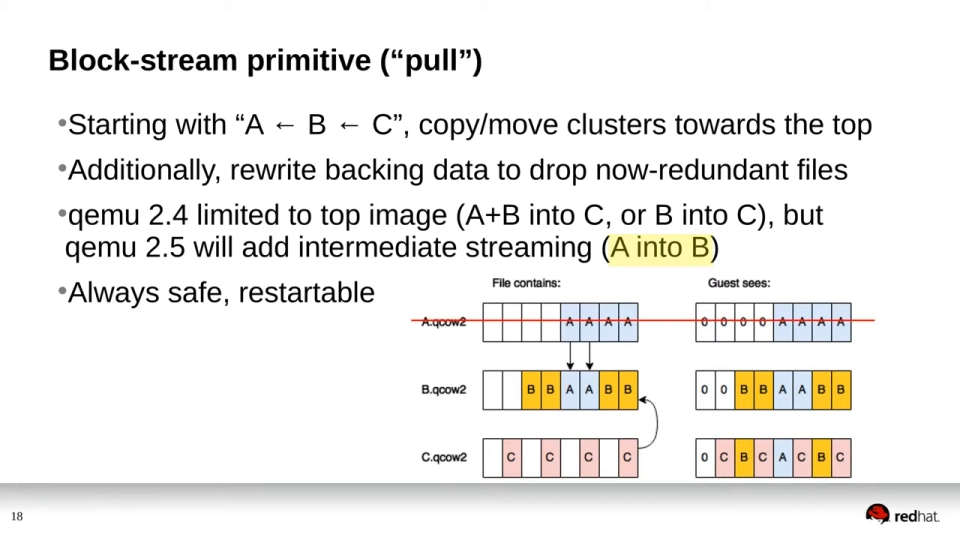 Block-stream primitive (“pull”)
•Starting with “A ← B ← C”, copy/move clusters towards the top
•Additionally, rewrite backing data to drop now-redundant files
•qemu 2.4 limited to top image (A+B into C, or B into C), but
qemu 2.5 will add intermediate streaming (A into B)
•Always safe, restartable
File contains: Guest sees:
A.qcow2 A A A A 0 0 0 0 A A A A
B.qcow2 B B A A B B 0 0 B B A A B B
C.qcow2 C C C C 0 C B C A C B C
18
redhat.